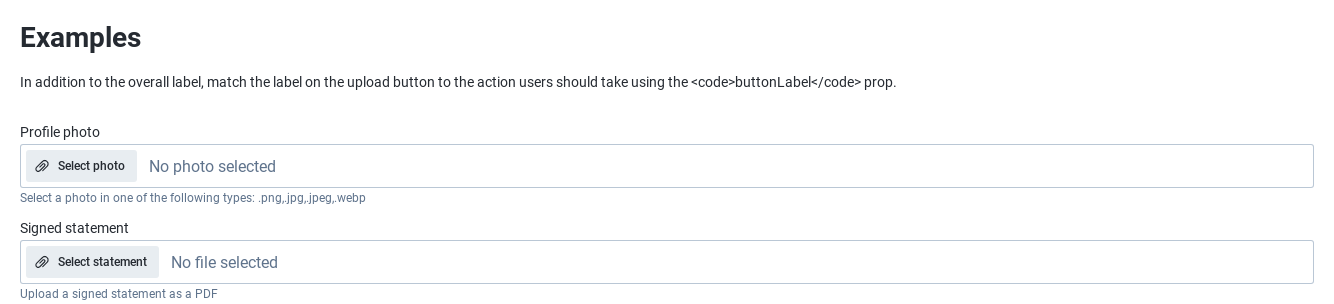 Examples
In addition to the overall label, match the label on the upload button to the action users should take using the <code>buttonLabel</code> prop.
Profile photo
Select photo No photo selected
Select a photo in one of the following types: .png,.jpg,.jpeg,.webp
Signed statement
Select statement No file selected
Upload a signed statement as a PDF